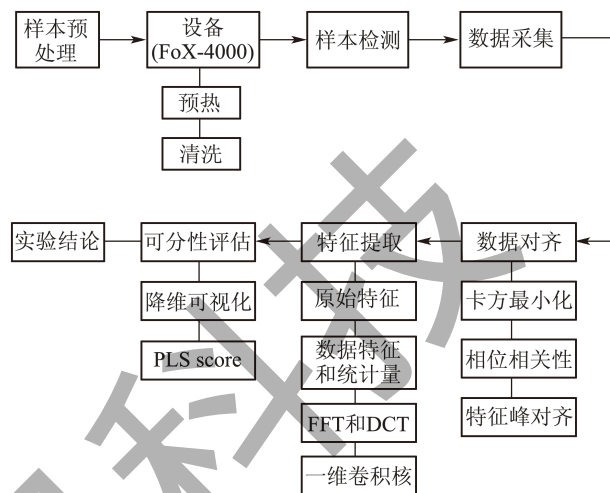 样本预
处理
设备
(FoX-4000)
样本检测
数据采集
预热
清洗
实验结论
可分性评估
特征提取
数据对齐
降维可视化
原始特征
卡方最小化
PLS score
数据特征
和统计量
相位相关性
FFT和DCT
特征峰对齐
一维卷积核
科技